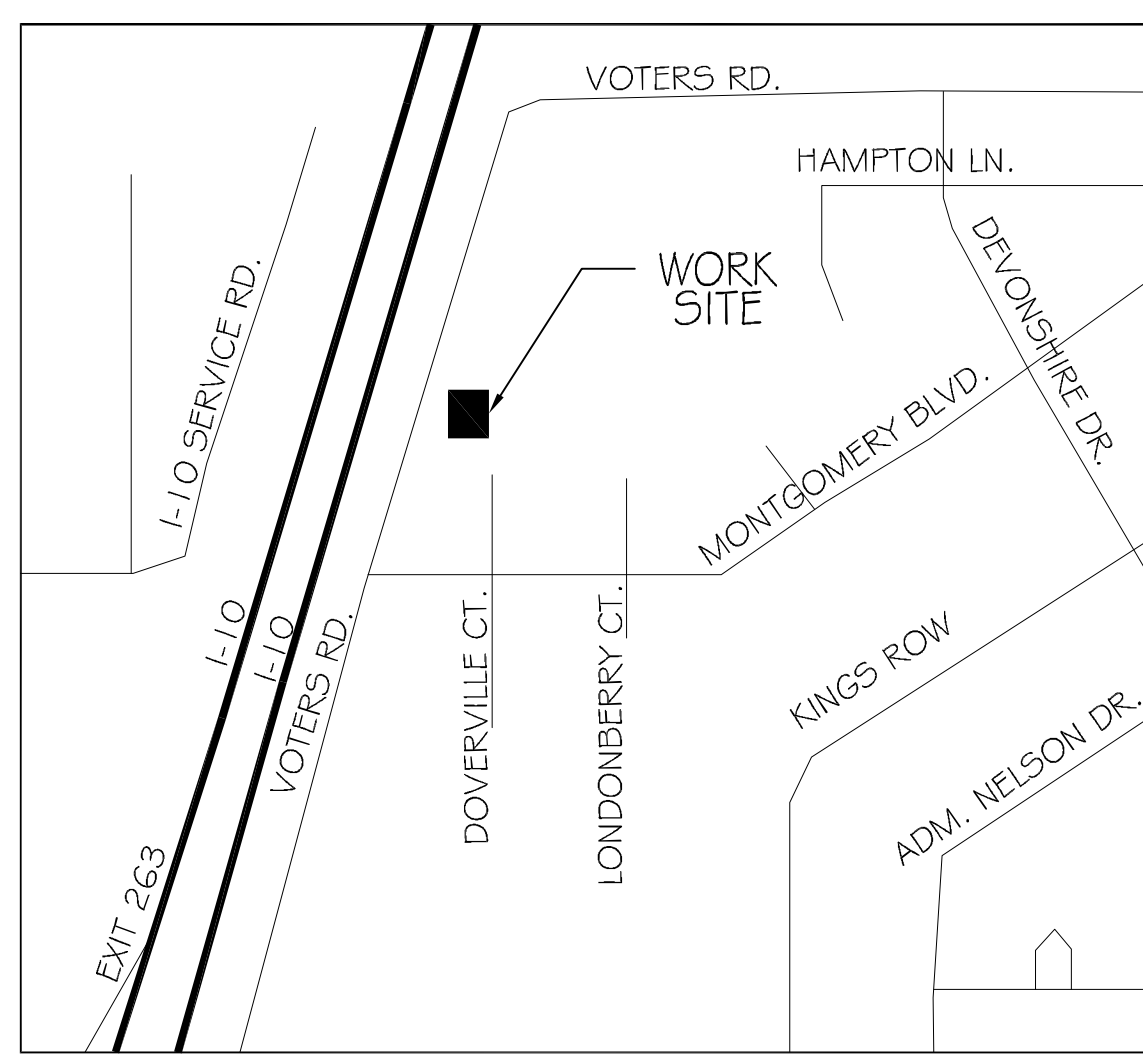 VOTERS RD.
HAMPTON LN.
DEVONSHIRE DR.
WORK
SITE
I-10 SERVICE RD.
MONTGOMERY BLVD.
I-10
I-10
VOTERS RD.
DOVERVILLE CT.
LONDONBERRY CT.
KINGS ROW
ADM. NELSON DR.
EXIT 263